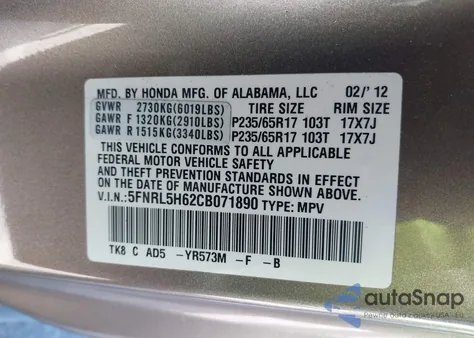 MFD. BY HONDA MFG. OF ALABAMA, LLC 02/'12
GVWR 2730KG(6019LBS) TIRE SIZE RIM SIZE
GAWR F 1320KG(2910LBS) P235/65R17 103T 17X7J
GAWR R 1515KG(3340LBS) P235/65R17 103T 17X7J
THIS VEHICLE CONFORMS TO ALL APPLICABLE
FEDERAL MOTOR VEHICLE SAFETY
AND THEFT PREVENTION STANDARDS IN EFFECT
ON THE DATE OF MANUFACTURE SHOWN ABOVE.
V.I.N.: 5FNRL5H62CB071890 TYPE: MPV
TK8 C AD5 -YR573M -F -B
autoSnap